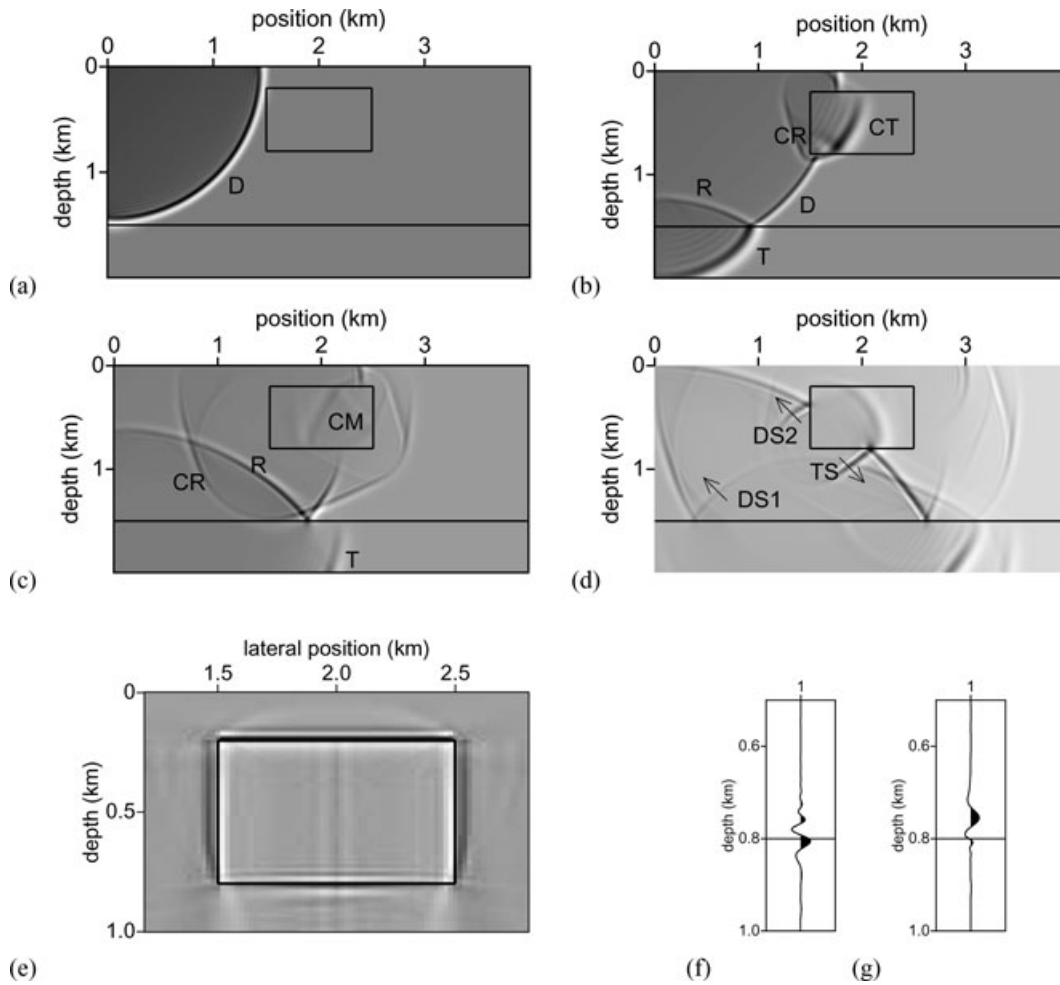 position (km)
0 1 2 3
0
1
depth (km)
D
(a)
position (km)
0 1 2 3
0
1
depth (km)
CR
CT
R
D
T
(b)
position (km)
0 1 2 3
0
1
depth (km)
CM
R
CR
T
(c)
position (km)
0 1 2 3
0
1
depth (km)
DS2
TS
DS1
(d)
lateral position (km)
1.5 2.0 2.5
0
0.5
1.0
depth (km)
(e)
1
0.6
0.8
1.0
depth (km)
(f)
1
0.6
0.8
1.0
depth (km)
(g)